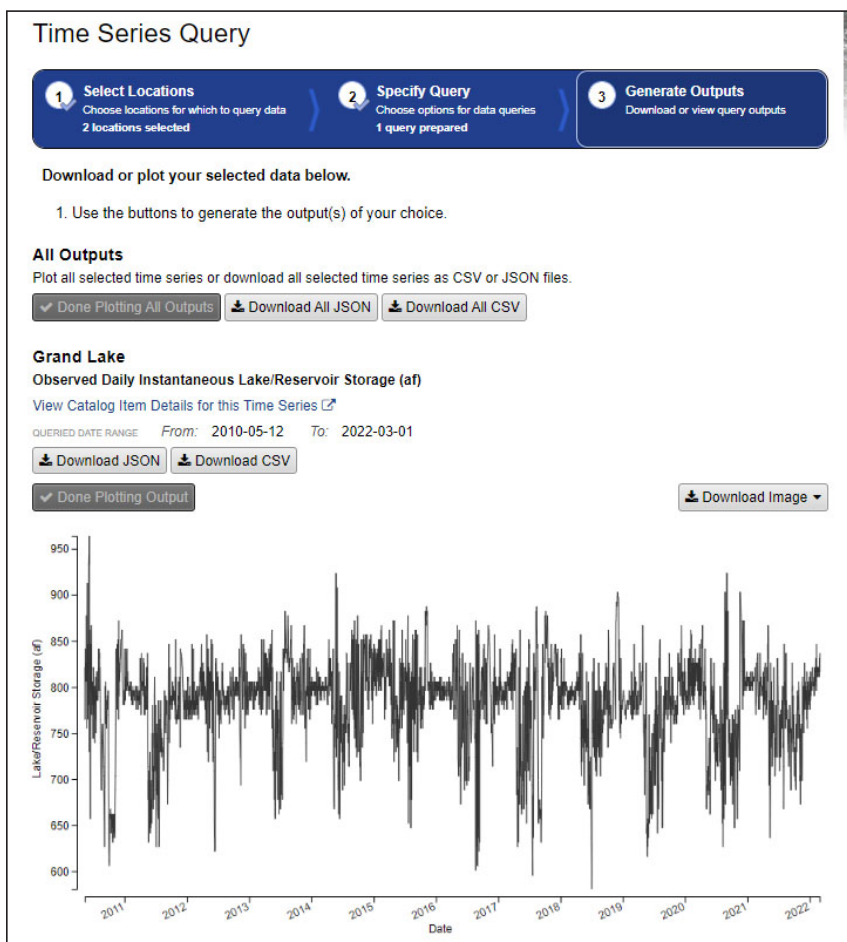 Time Series Query
1
Select Locations
Choose locations for which to query data
2 locations selected
2
Specify Query
Choose options for data queries
1 query prepared
3
Generate Outputs
Download or view query outputs
Download or plot your selected data below.
1. Use the buttons to generate the output(s) of your choice.
All Outputs
Plot all selected time series or download all selected time series as CSV or JSON files.
Done Plotting All Outputs Download All JSON Download All CSV
Grand Lake
Observed Daily Instantaneous Lake/Reservoir Storage (af)
View Catalog Item Details for this Time Series
QUERIED DATE RANGE From: 2010-05-12 To: 2022-03-01
Download JSON Download CSV
Done Plotting Output Download Image
Lake/Reservoir Storage (af)
950
900
850
800
750
700
650
600
2011 2012 2013 2014 2015 2016 2017 2018 2019 2020 2021 2022
Date